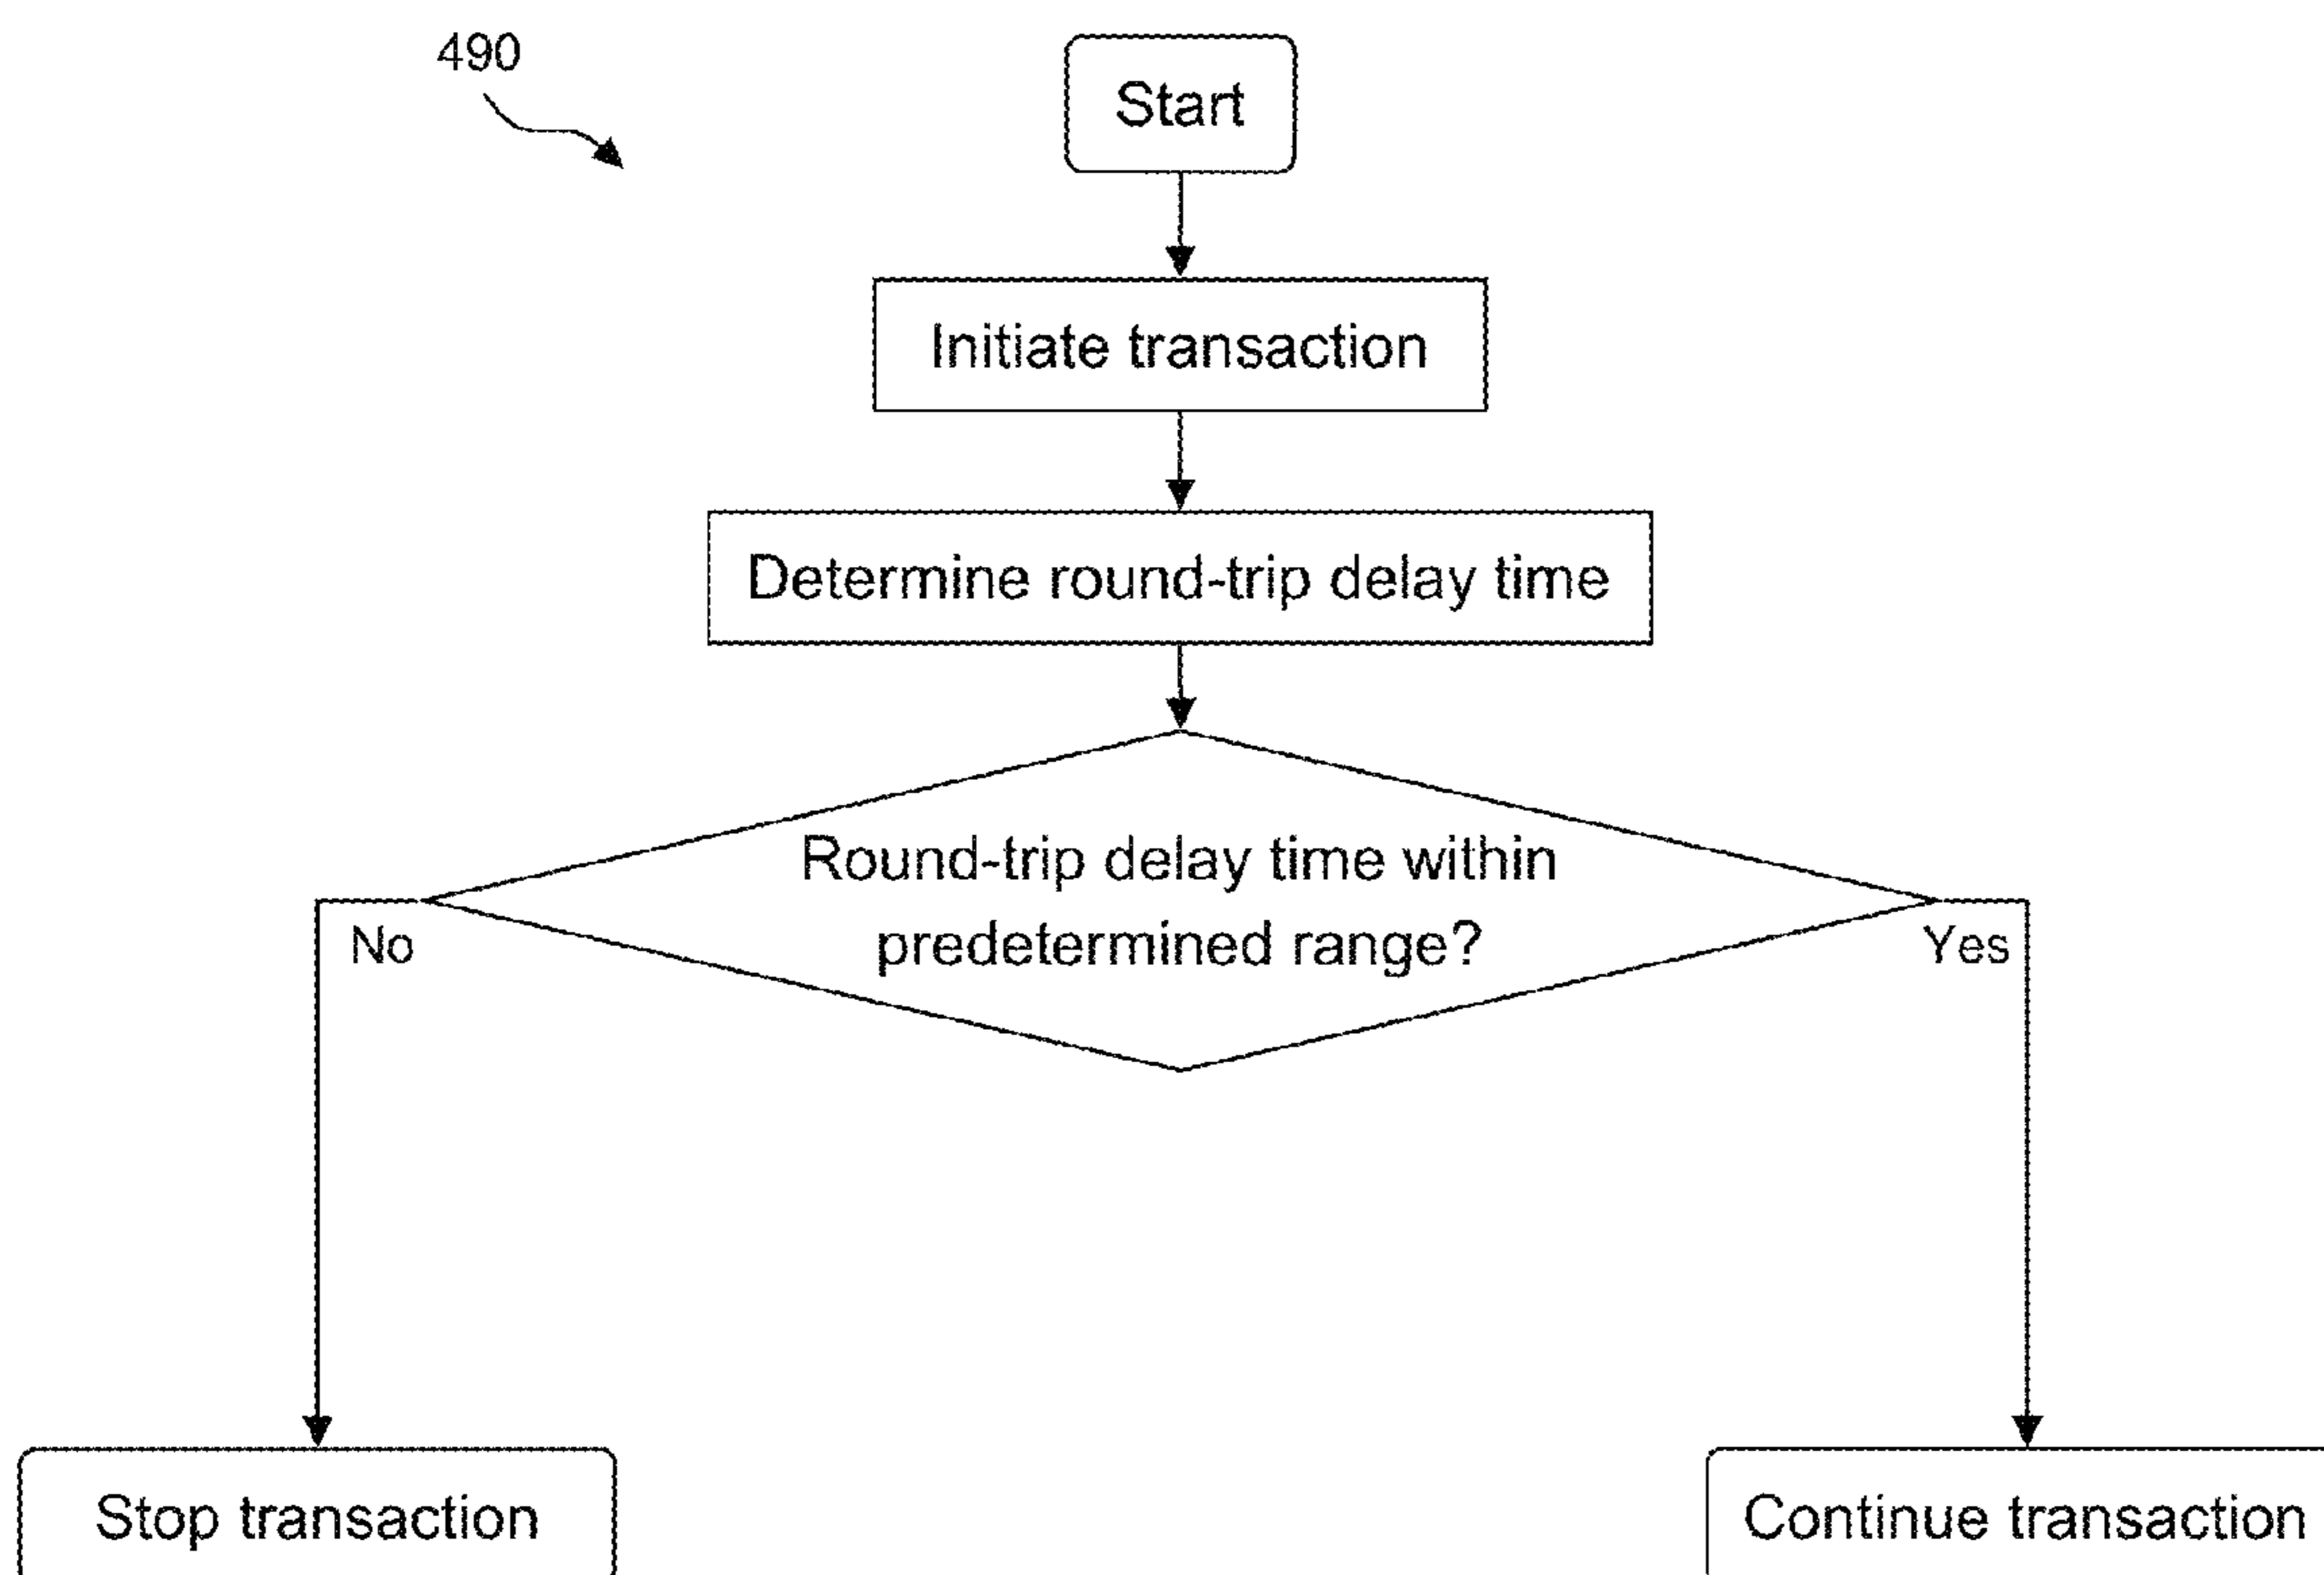 490
Start
Initiate transaction
Determine round-trip delay time
Round-trip delay time within
predetermined range?
No
Yes
Stop transaction
Continue transaction